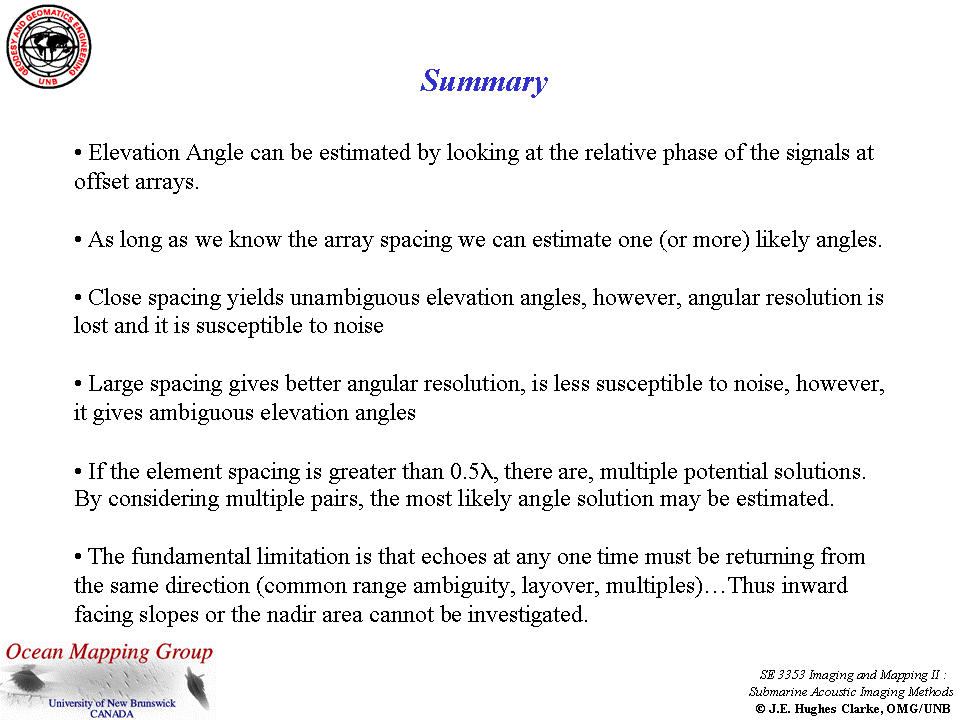 GEODESY AND GEOMATICS ENGINEERING
UNB
Summary
• Elevation Angle can be estimated by looking at the relative phase of the signals at
offset arrays.
• As long as we know the array spacing we can estimate one (or more) likely angles.
• Close spacing yields unambiguous elevation angles, however, angular resolution is
lost and it is susceptible to noise
• Large spacing gives better angular resolution, is less susceptible to noise, however,
it gives ambiguous elevation angles
• If the element spacing is greater than 0.5λ, there are, multiple potential solutions.
By considering multiple pairs, the most likely angle solution may be estimated.
• The fundamental limitation is that echoes at any one time must be returning from
the same direction (common range ambiguity, layover, multiples)…Thus inward
facing slopes or the nadir area cannot be investigated.
Ocean Mapping Group
University of New Brunswick
CANADA
SE 3353 Imaging and Mapping II :
Submarine Acoustic Imaging Methods
© J.E. Hughes Clarke, OMG/UNB